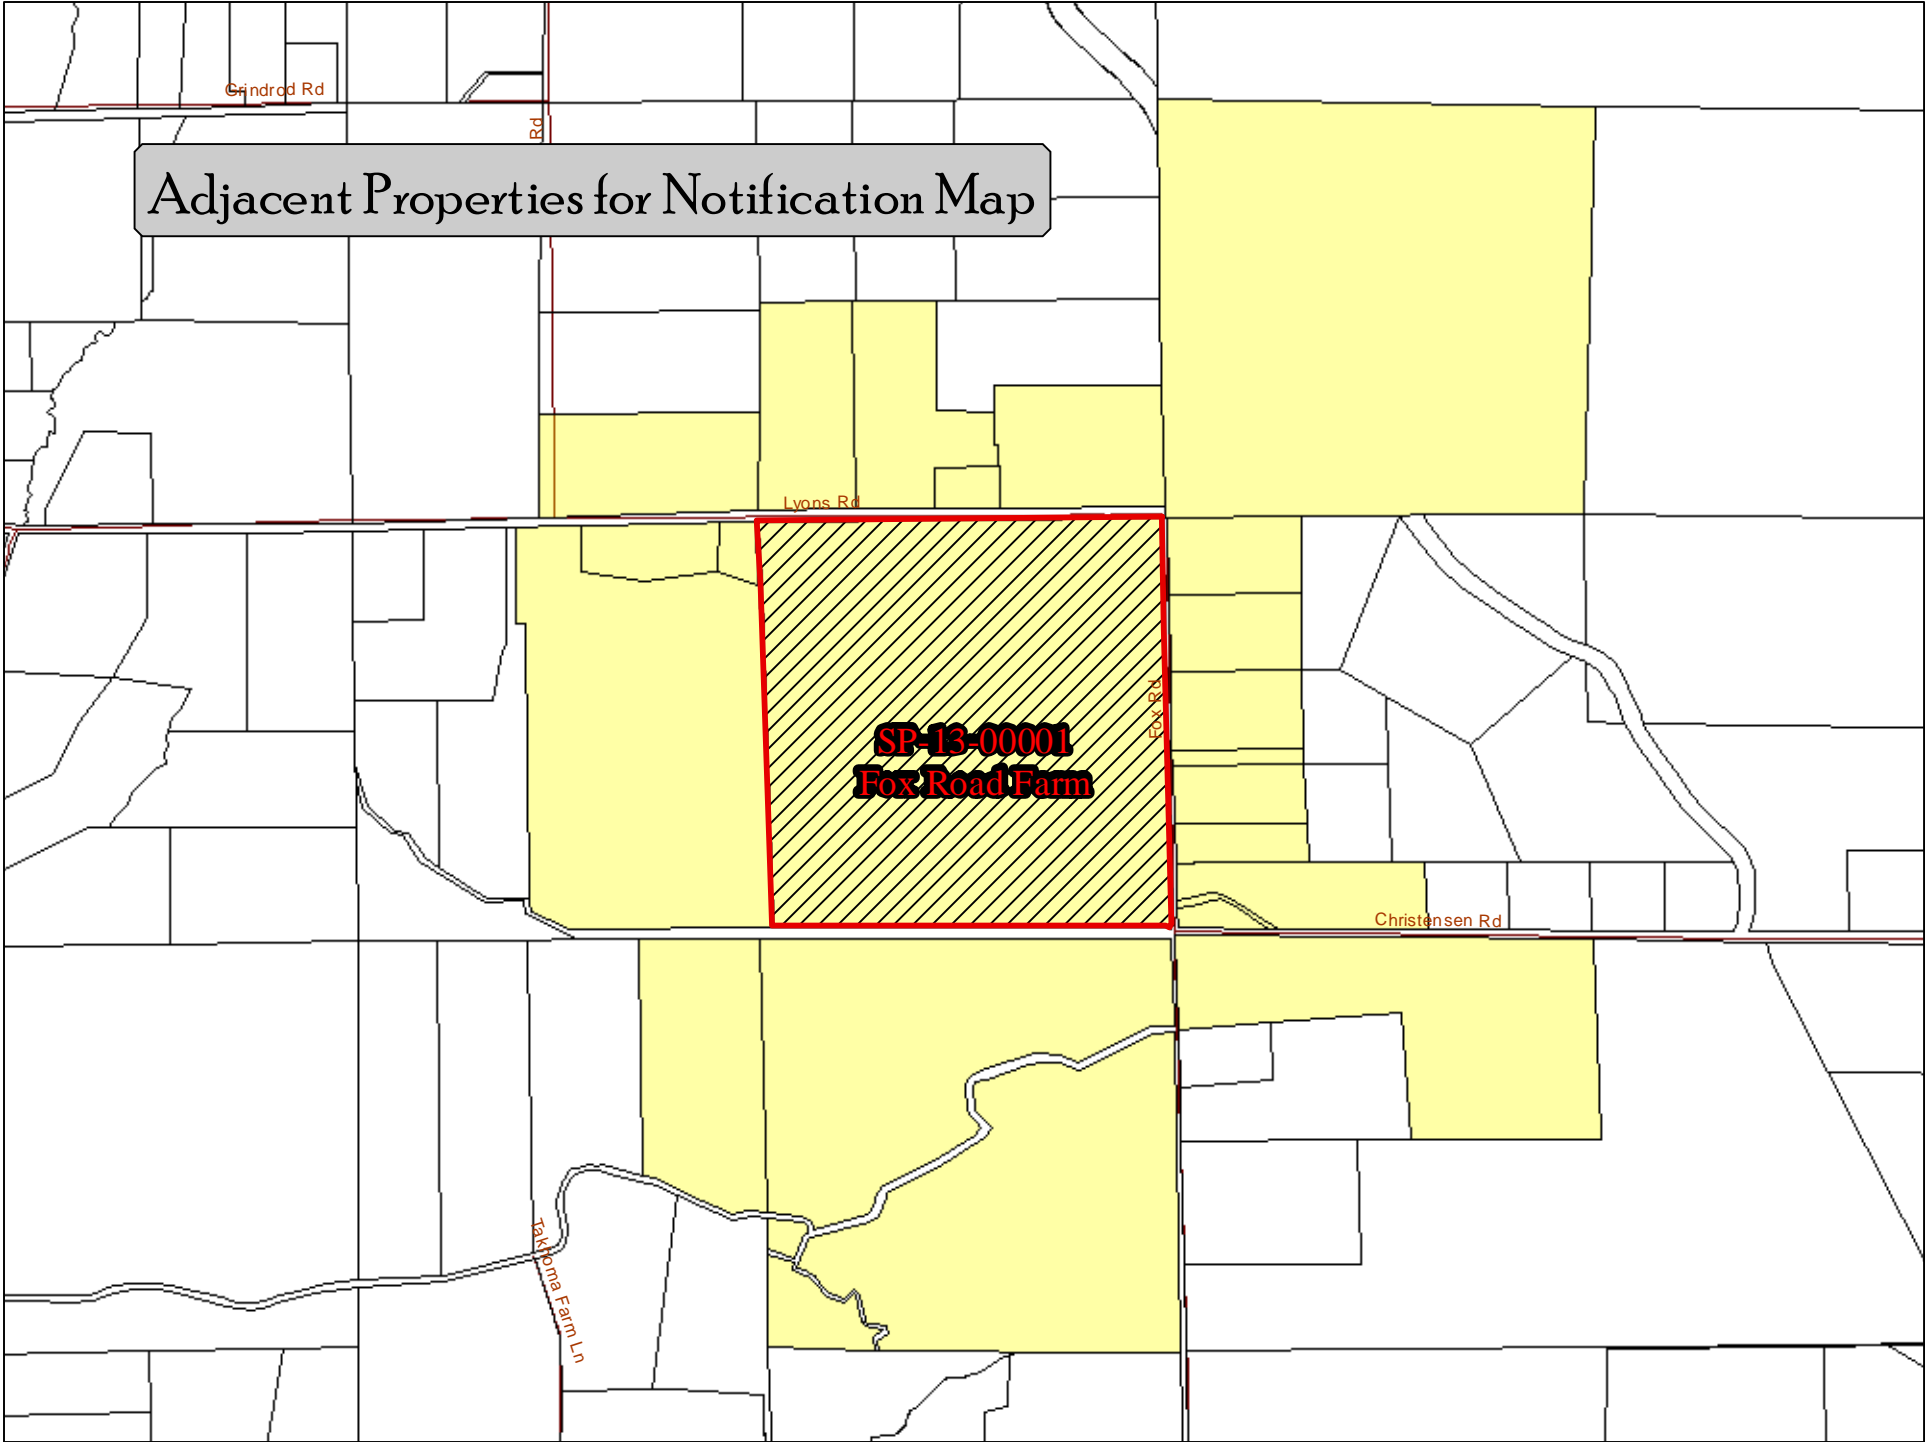 Grindrod Rd
Rd
Adjacent Properties for Notification Map
Lyons Rd
Fox Rd
SP-13-00001
Fox Road Farm
Christensen Rd
Takhoma Farm Ln